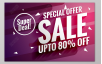 Super
Deal
SPECIAL OFFER
SALE
UPTO 80% OFF